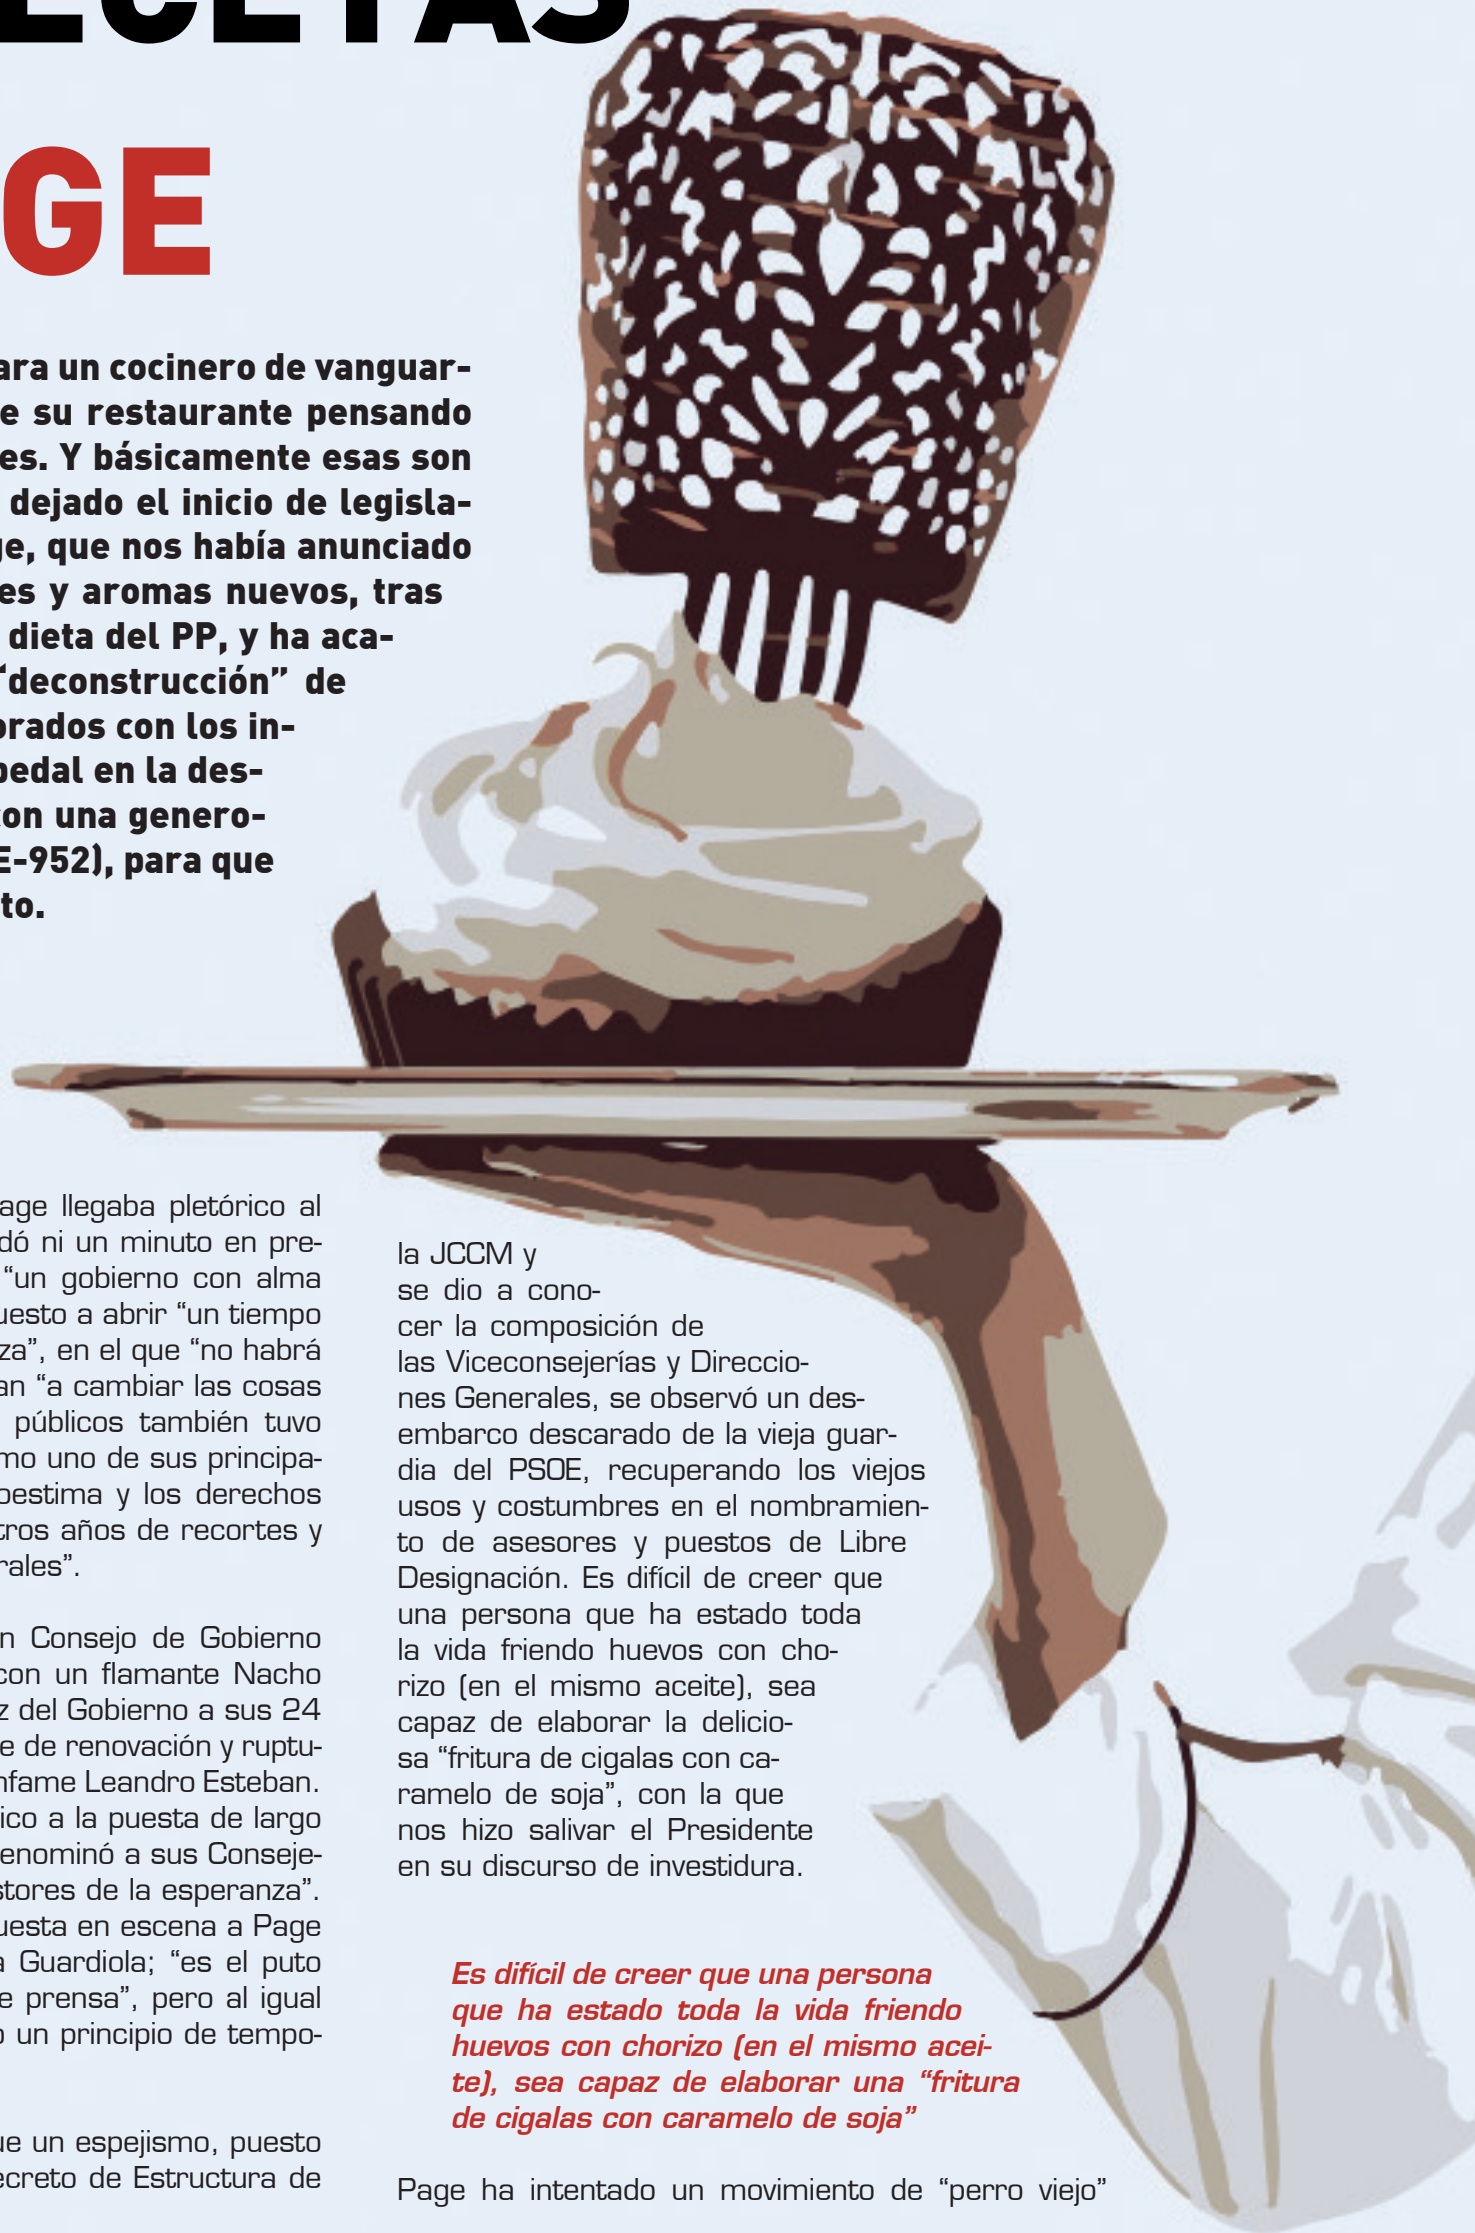 ECETAS
GE
ara un cocinero de vanguar-
e su restaurante pensando
es. Y básicamente esas son
dejado el inicio de legisla-
ge, que nos había anunciado
es y aromas nuevos, tras
dieta del PP, y ha aca-
“deconstrucción” de
orados con los in-
pedal en la des-
con una genero-
E-952), para que
to.
age llegaba pletórico al
dó ni un minuto en pre-
“un gobierno con alma
uesto a abrir “un tiempo
za”, en el que “no habrá
an “a cambiar las cosas
públicos también tuvo
mo uno de sus principa-
oestima y los derechos
tros años de recortes y
rales”.
n Consejo de Gobierno
con un flamante Nacho
z del Gobierno a sus 24
e de renovación y ruptu-
nfame Leandro Esteban.
ico a la puesta de largo
enominó a sus Conseje-
stores de la esperanza”.
uesta en escena a Page
a Guardiola; “es el puto
e prensa”, pero al igual
o un principio de tempo-
ue un espejismo, puesto
ecreto de Estructura de
la JCCM y
se dio a cono-
cer la composición de
las Viceconsejerías y Direccio-
nes Generales, se observó un des-
embarco descarado de la vieja guar-
dia del PSOE, recuperando los viejos
usos y costumbres en el nombramien-
to de asesores y puestos de Libre
Designación. Es difícil de creer que
una persona que ha estado toda
la vida friendo huevos con cho-
rizo (en el mismo aceite), sea
capaz de elaborar la delicio-
sa “fritura de cigalas con ca-
ramelo de soja”, con la que
nos hizo salivar el Presidente
en su discurso de investidura.
Es difícil de creer que una persona
que ha estado toda la vida friendo
huevos con chorizo (en el mismo acei-
te), sea capaz de elaborar una “fritura
de cigalas con caramelo de soja”
Page ha intentado un movimiento de “perro viejo”